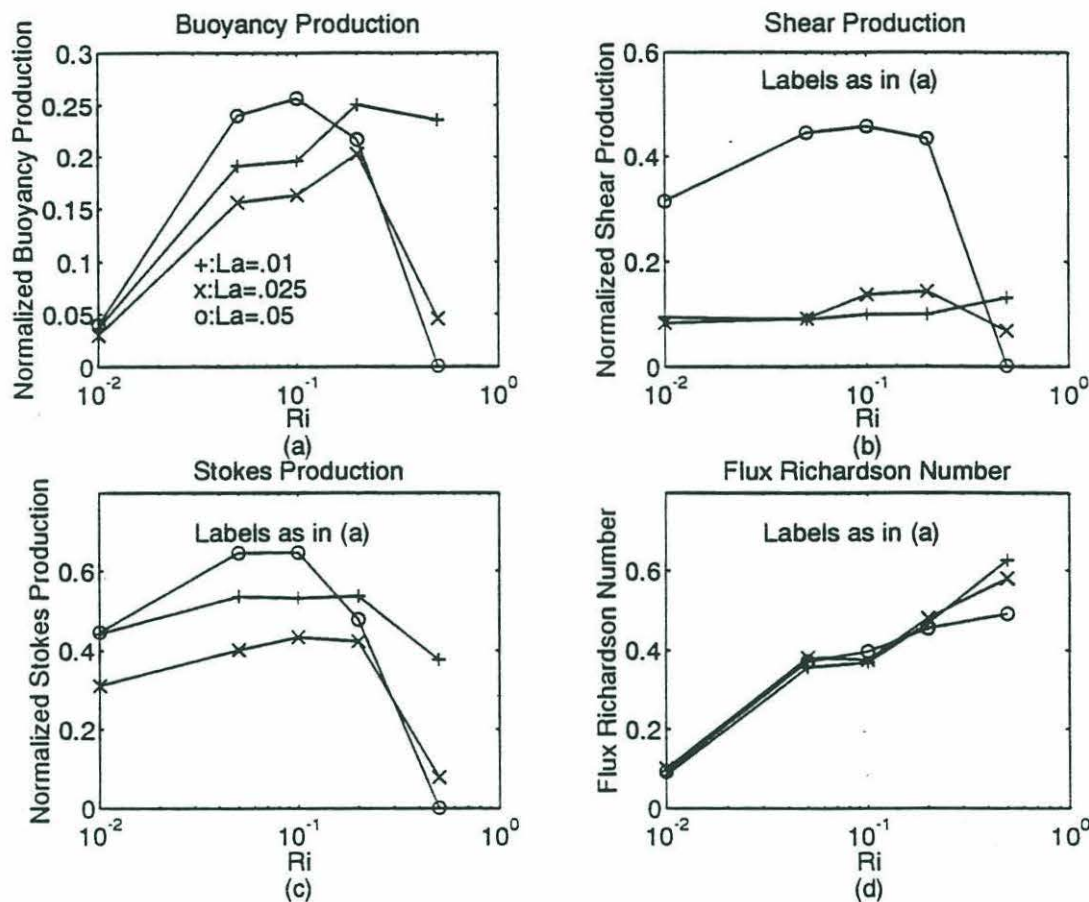 Buoyancy Production
Normalized Buoyancy Production
0.3
0.25
0.2
0.15
0.1
0.05
0
+:La=.01
x:La=.025
o:La=.05
10^-2
10^-1
10^0
Ri
(a)
Shear Production
Normalized Shear Production
0.6
0.4
0.2
0
Labels as in (a)
10^-2
10^-1
10^0
Ri
(b)
Stokes Production
Normalized Stokes Production
0.6
0.4
0.2
0
Labels as in (a)
10^-2
10^-1
10^0
Ri
(c)
Flux Richardson Number
Flux Richardson Number
0.6
0.4
0.2
0
Labels as in (a)
10^-2
10^-1
10^0
Ri
(d)